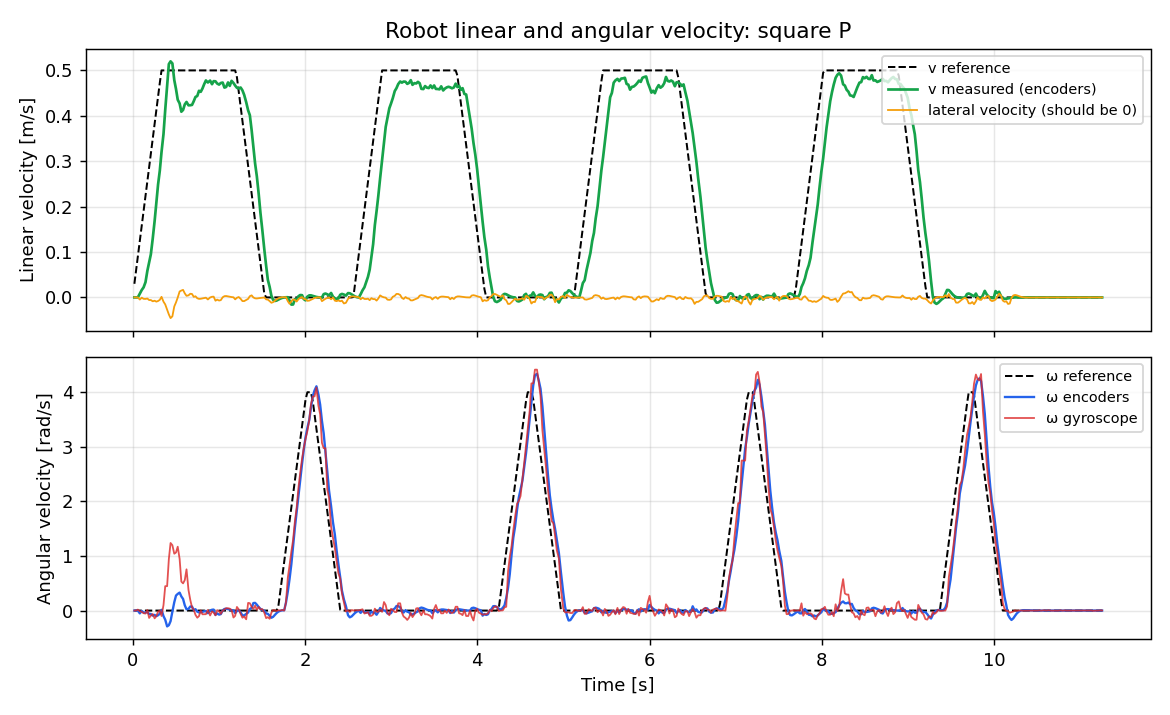 Robot linear and angular velocity: square P
Linear velocity [m/s]
0.5
0.4
0.3
0.2
0.1
0.0
v reference
v measured (encoders)
lateral velocity (should be 0)
Angular velocity [rad/s]
4
3
2
1
0
ω reference
ω encoders
ω gyroscope
0 2 4 6 8 10
Time [s]